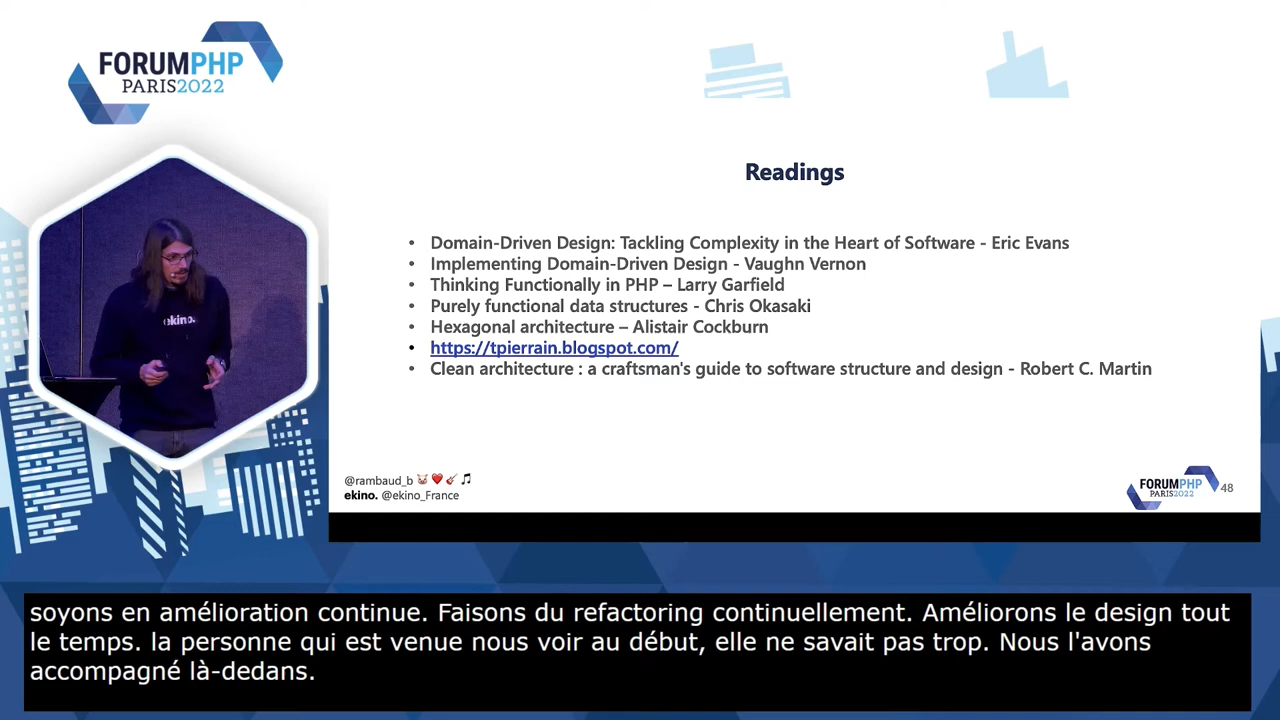 FORUMPHP
PARIS2022
ekino.
Readings
• Domain-Driven Design: Tackling Complexity in the Heart of Software - Eric Evans
• Implementing Domain-Driven Design - Vaughn Vernon
• Thinking Functionally in PHP – Larry Garfield
• Purely functional data structures - Chris Okasaki
• Hexagonal architecture – Alistair Cockburn
• https://tpierrain.blogspot.com/
• Clean architecture : a craftsman's guide to software structure and design - Robert C. Martin
@rambaud_b 🐹❤️🎸🎵
ekino. @ekino_France
FORUMPHP
PARIS2022
48
soyons en amélioration continue. Faisons du refactoring continuellement. Améliorons le design tout
le temps. la personne qui est venue nous voir au début, elle ne savait pas trop. Nous l'avons
accompagné là-dedans.